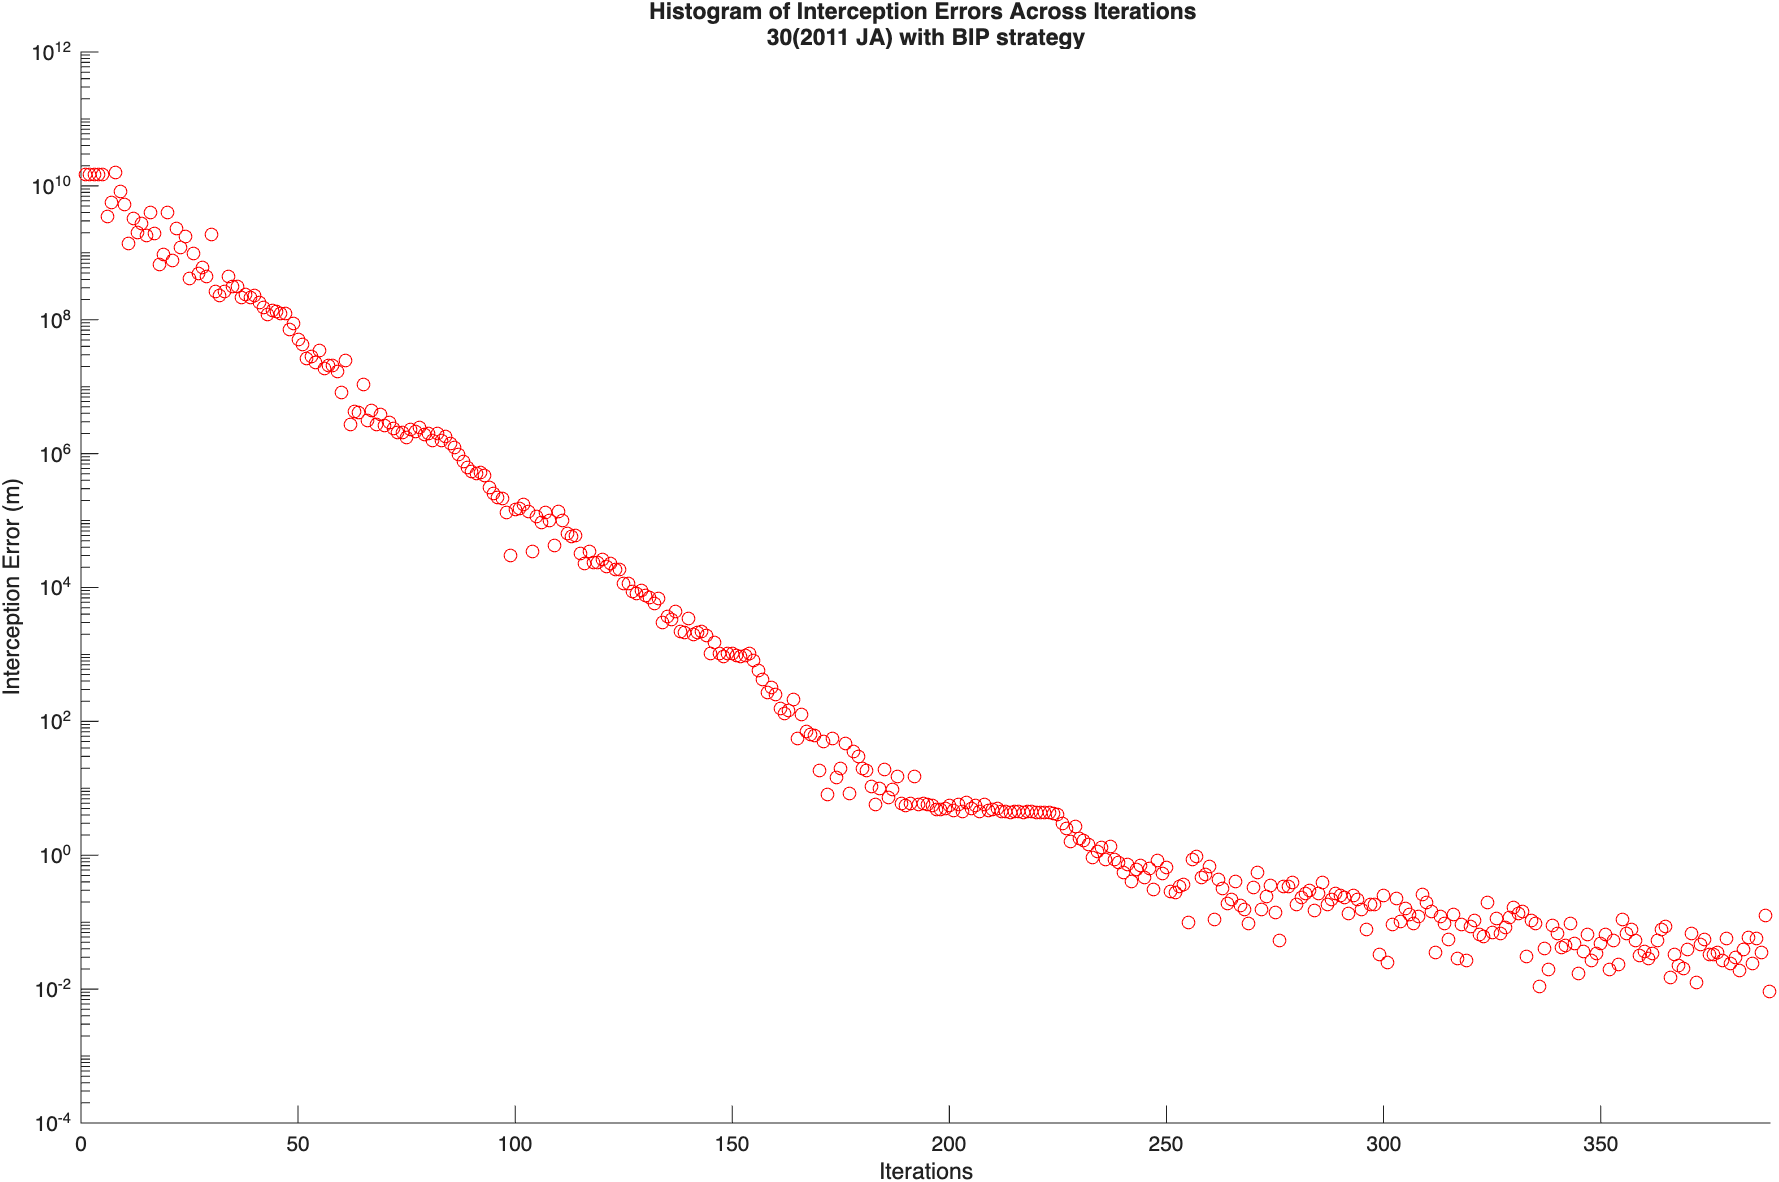 Histogram of Interception Errors Across Iterations
30(2011 JA) with BIP strategy
10^12
10^10
10^8
10^6
10^4
10^2
10^0
10^-2
10^-4
Interception Error (m)
0 50 100 150 200 250 300 350
Iterations